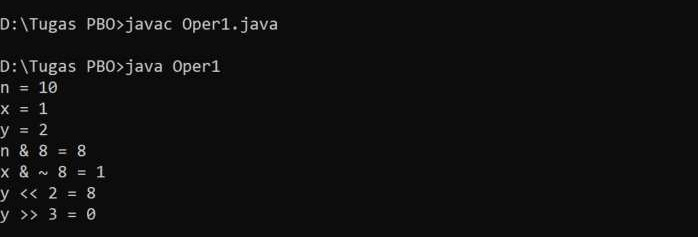 D:\Tugas PBO>javac Oper1.java
D:\Tugas PBO>java Oper1
n = 10
x = 1
y = 2
n & 8 = 8
x & ~ 8 = 1
y << 2 = 8
y >> 3 = 0